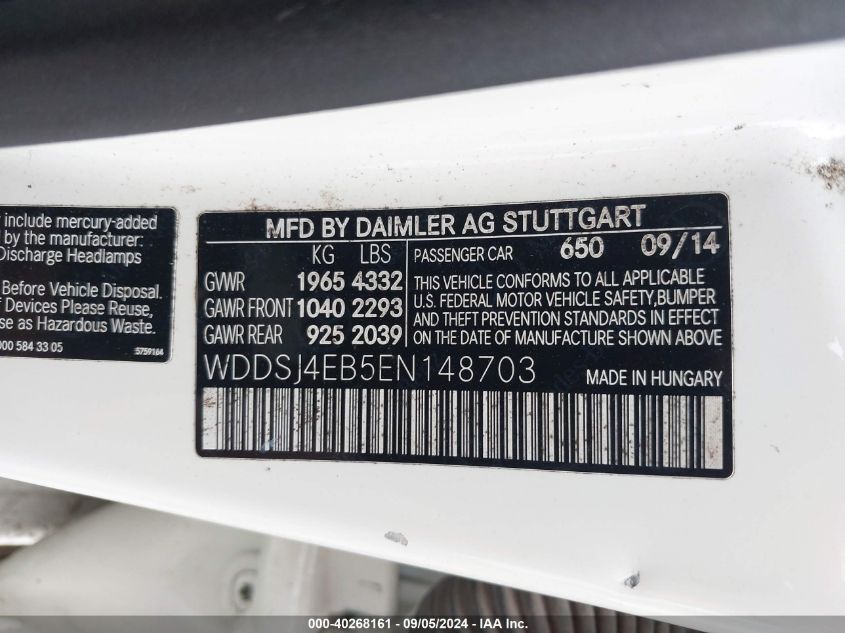 include mercury-added
by the manufacturer:
Discharge Headlamps
Before Vehicle Disposal.
Devices Please Reuse,
se as Hazardous Waste.
000 584 33 05
5759164
MFD BY DAIMLER AG STUTTGART
KG LBS
GWWR 1965 4332
GAWR FRONT 1040 2293
GAWR REAR 925 2039
PASSENGER CAR 650 09/14
THIS VEHICLE CONFORMS TO ALL APPLICABLE
U.S. FEDERAL MOTOR VEHICLE SAFETY, BUMPER
AND THEFT PREVENTION STANDARDS IN EFFECT
ON THE DATE OF MANUFACTURE SHOWN ABOVE
WDDSJ4EB5EN148703
MADE IN HUNGARY
000-40268161 - 09/05/2024 - IAA Inc.